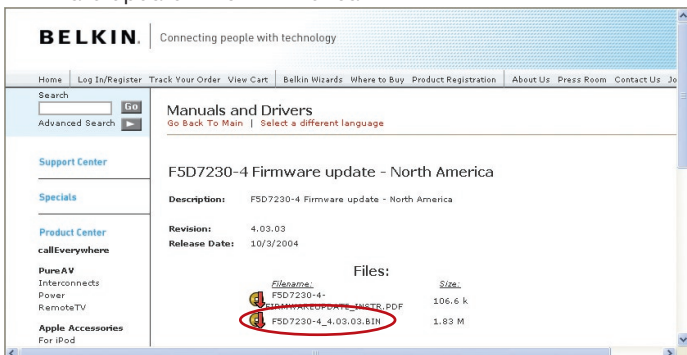 BELKIN. Connecting people with technology
Home Log In/Register Track Your Order View Cart Belkin Wizards Where to Buy Product Registration About Us Press Room Contact Us
Search
Go
Advanced Search
Manuals and Drivers
Go Back To Main | Select a different language
Support Center
Specials
Product Center
callEverywhere
PureAV
Interconnects
Power
RemoteTV
Apple Accessories
For iPod
F5D7230-4 Firmware update - North America
Description: F5D7230-4 Firmware update - North America
Revision: 4.03.03
Release Date: 10/3/2004
Files:
Filename: Size:
F5D7230-4-
FIRMWAREUPDATE_INSTR.PDF 106.6 k
F5D7230-4_4.03.03.BIN 1.83 M